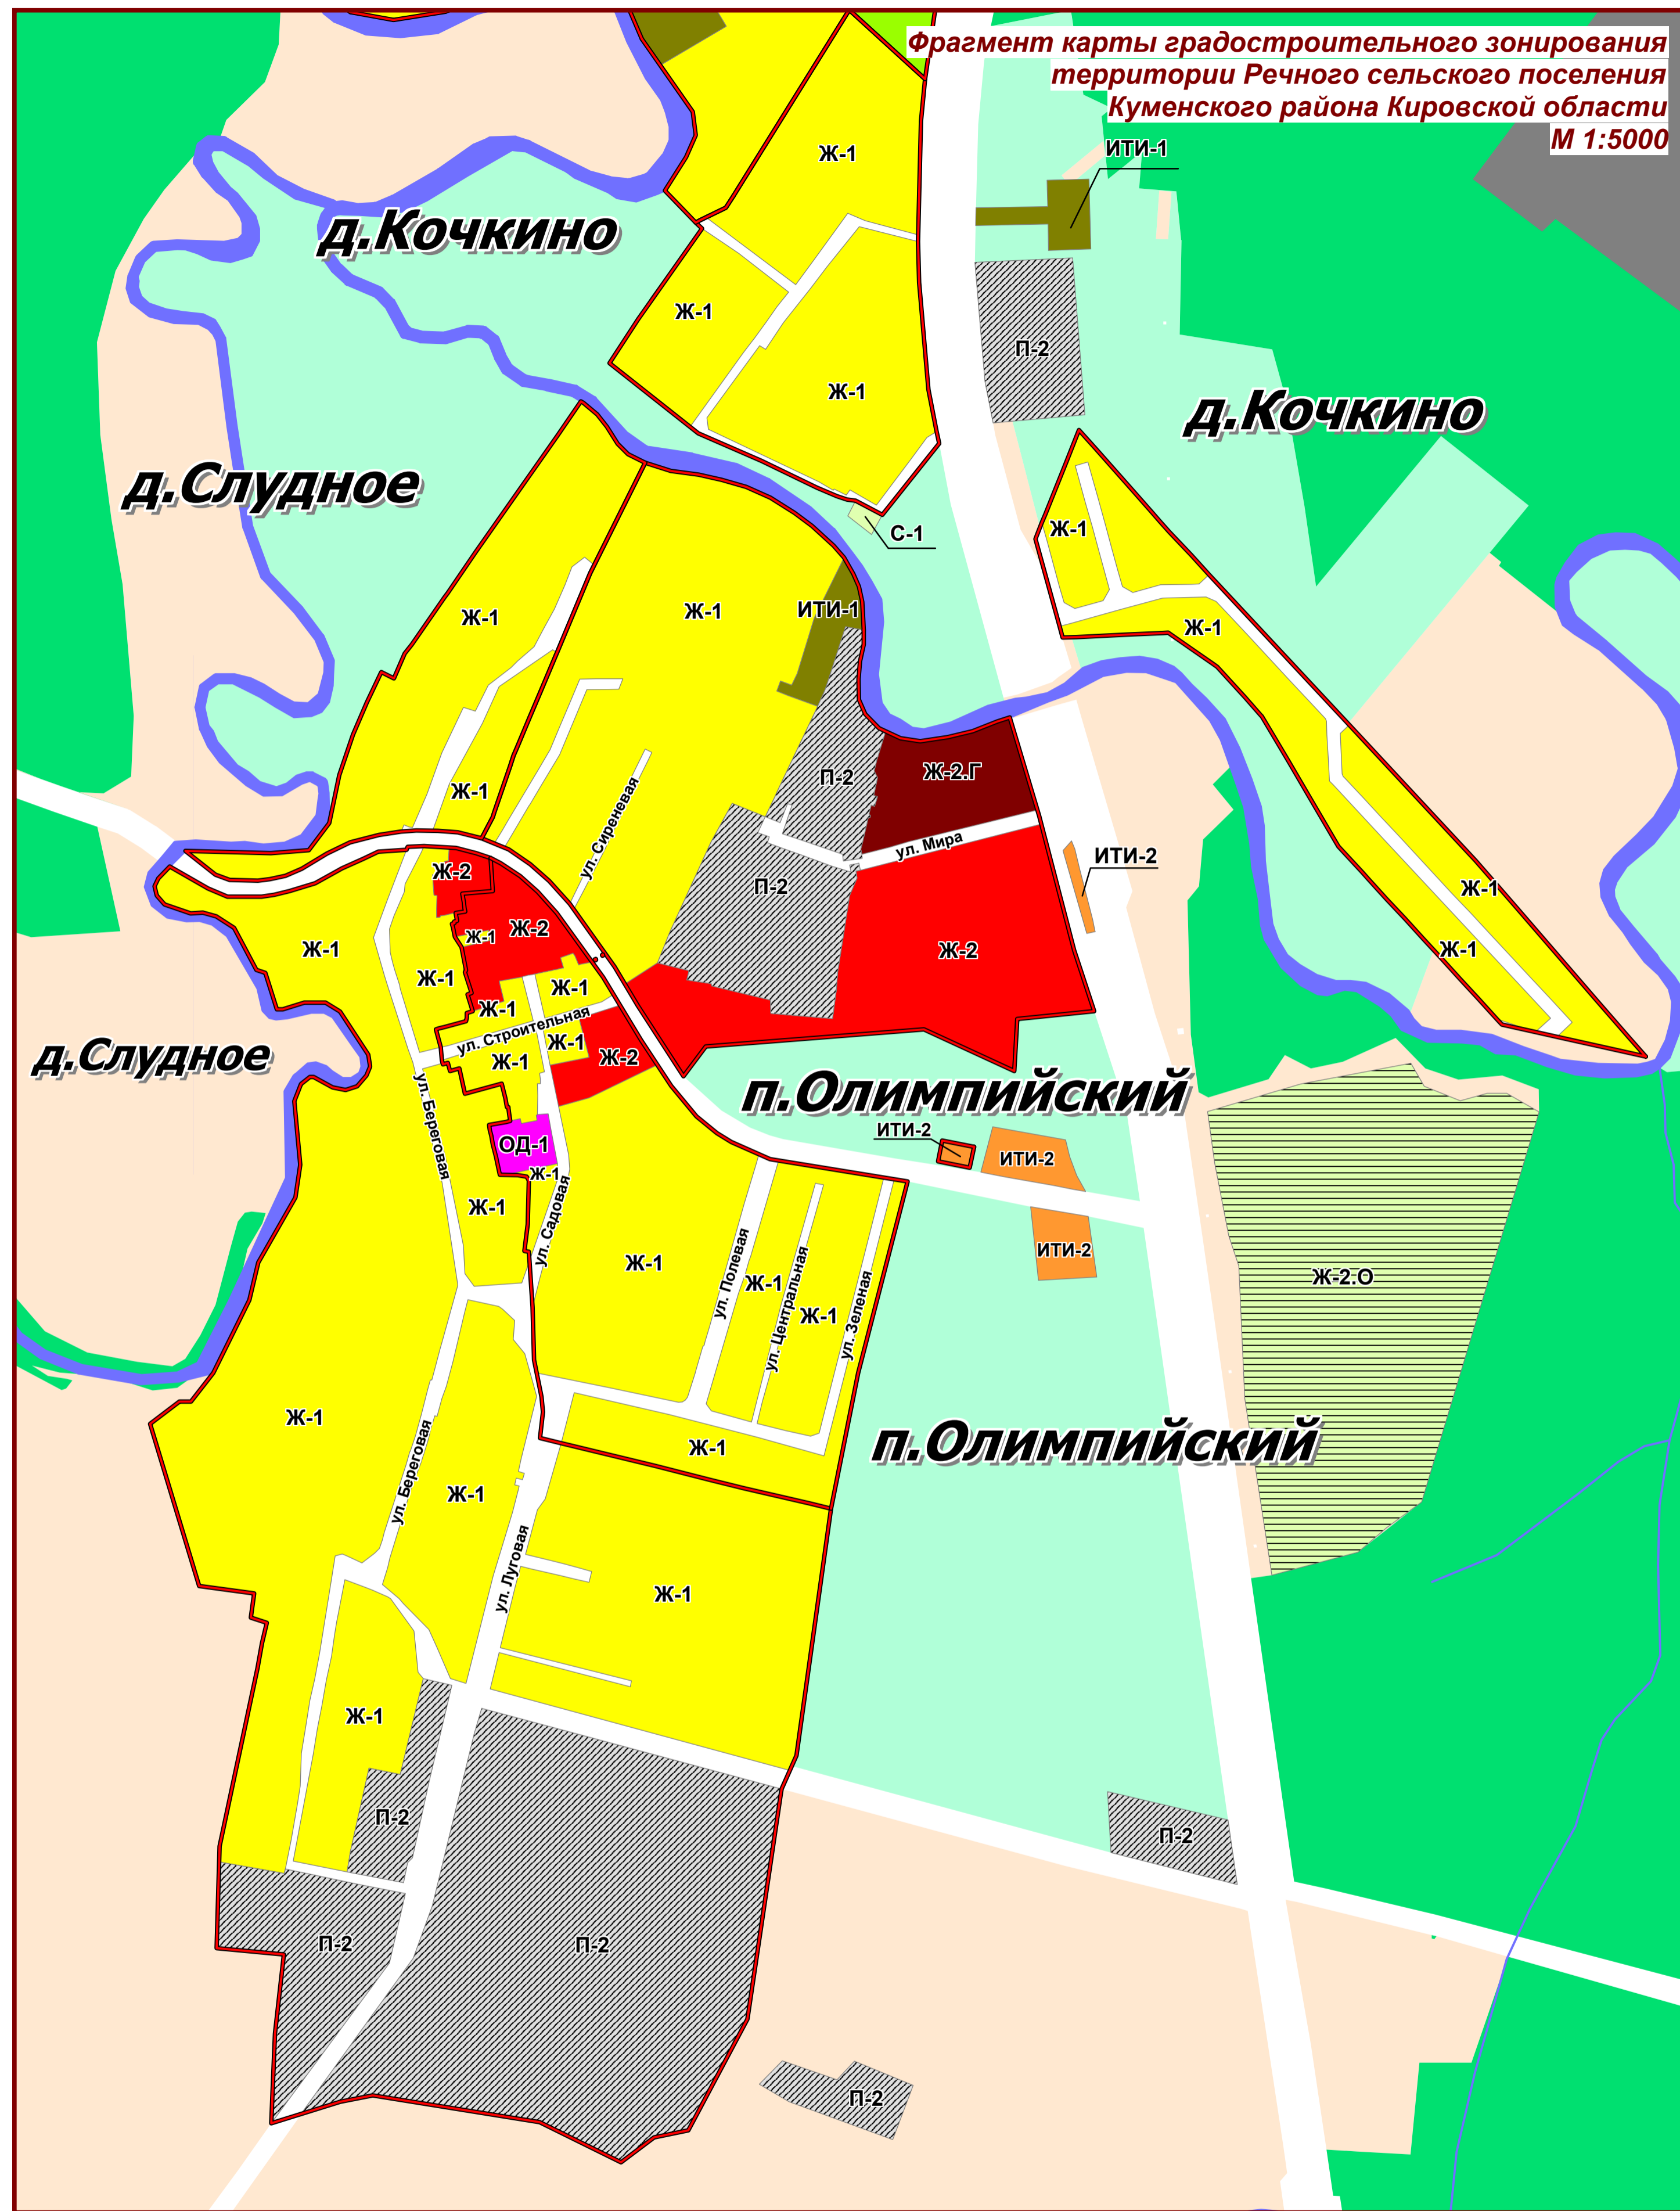 Фрагмент карты градостроительного зонирования
территории Речного сельского поселения
Куменского района Кировской области
М 1:5000
ИТИ-1
Ж-1
д.Кочкино
Ж-1
П-2
Ж-1
д.Кочкино
д.Слудное
С-1
Ж-1
Ж-1
Ж-1
ИТИ-1
Ж-1
Ж-1
П-2
Ж-2.Г
ул. Сиреневая
ул. Мира
ИТИ-2
Ж-2
П-2
Ж-1
Ж-2
Ж-1
Ж-1
Ж-2
Ж-1
Ж-1
Ж-1
Ж-1
Ж-1
ул. Строительная
Ж-1
Ж-2
Ж-1
д.Слудное
п.Олимпийский
ул. Береговая
ИТИ-2
ОД-1
ИТИ-2
Ж-1
Ж-1
ул. Садовая
ИТИ-2
Ж-1
ул. Полевая
Ж-1
ул. Центральная
Ж-1
ул. Зеленая
Ж-2.О
Ж-1
Ж-1
п.Олимпийский
ул. Береговая
Ж-1
ул. Луговая
Ж-1
Ж-1
П-2
П-2
П-2
П-2
П-2